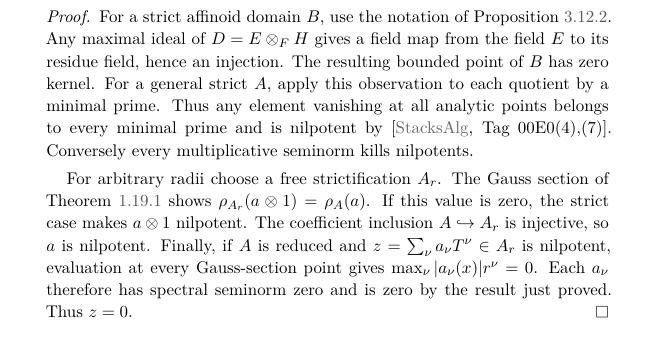 Proof. For a strict affinoid domain B, use the notation of Proposition 3.12.2.
Any maximal ideal of D = E ⊗_F H gives a field map from the field E to its
residue field, hence an injection. The resulting bounded point of B has zero
kernel. For a general strict A, apply this observation to each quotient by a
minimal prime. Thus any element vanishing at all analytic points belongs
to every minimal prime and is nilpotent by [StacksAlg, Tag 00E0(4),(7)].
Conversely every multiplicative seminorm kills nilpotents.
For arbitrary radii choose a free strictification A_r. The Gauss section of
Theorem 1.19.1 shows ρ_{A_r}(a ⊗ 1) = ρ_A(a). If this value is zero, the strict
case makes a ⊗ 1 nilpotent. The coefficient inclusion A ↪ A_r is injective, so
a is nilpotent. Finally, if A is reduced and z = ∑_ν a_νT^ν ∈ A_r is nilpotent,
evaluation at every Gauss-section point gives max_ν |a_ν(x)|r^ν = 0. Each a_ν
therefore has spectral seminorm zero and is zero by the result just proved.
Thus z = 0. □